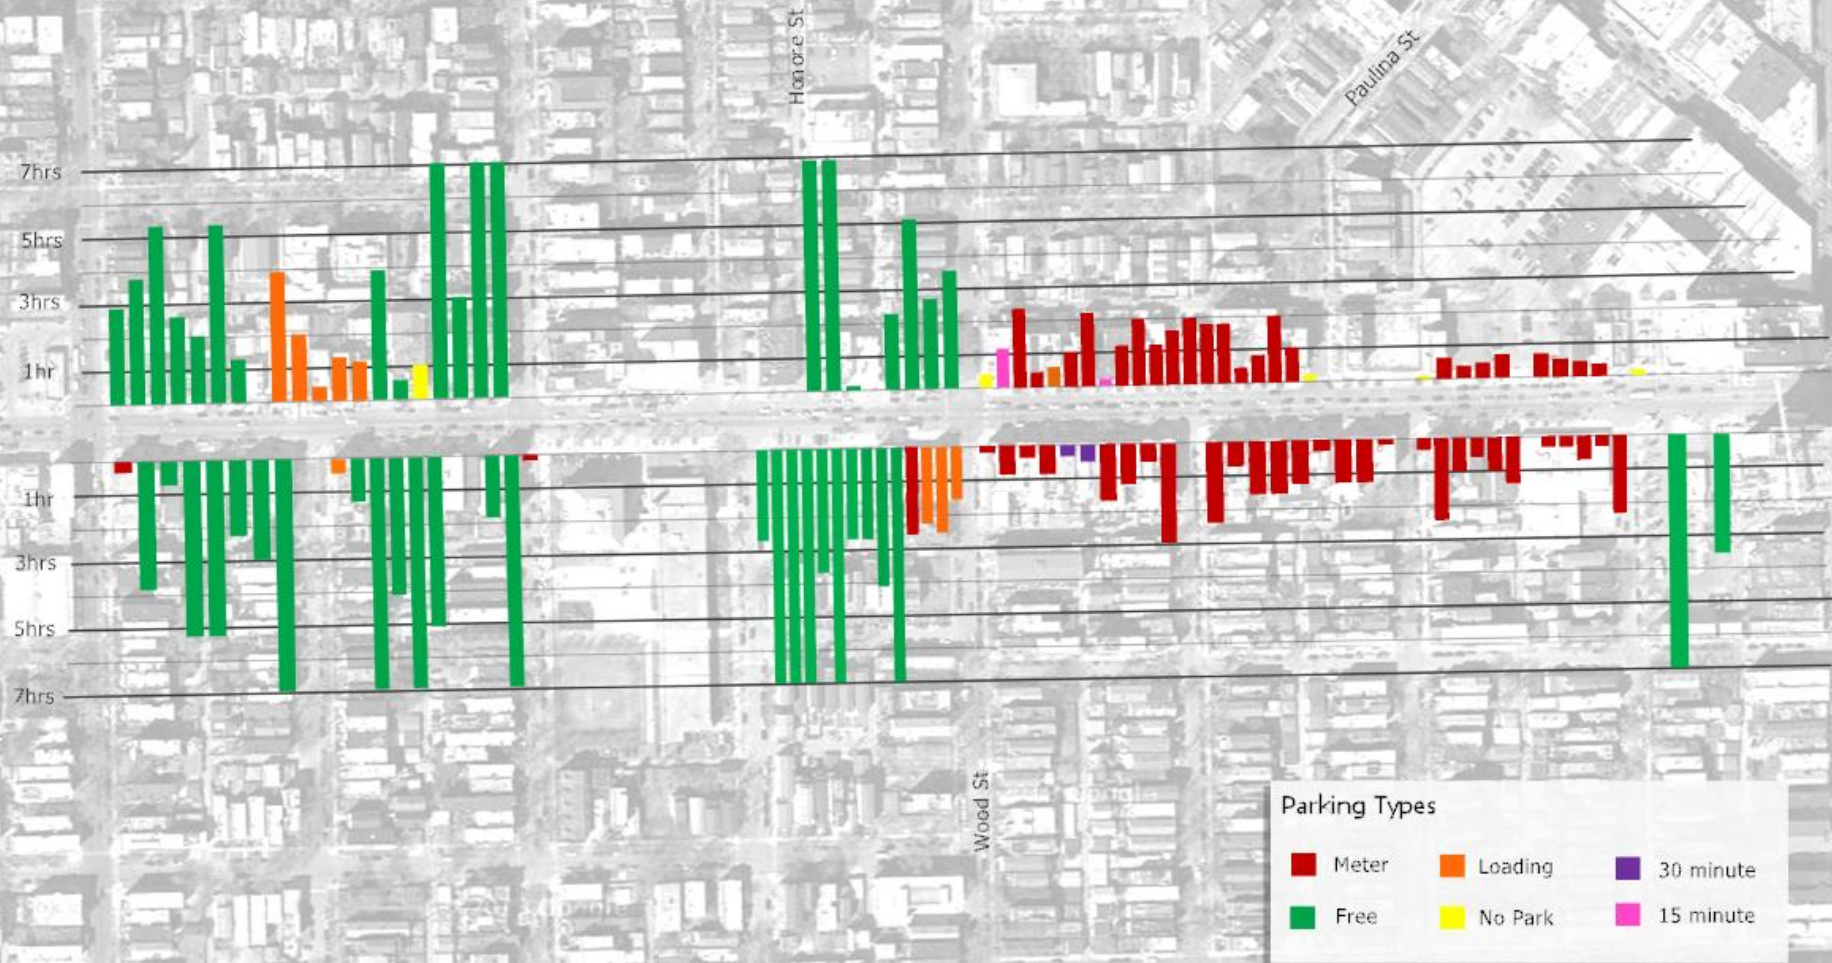 Honore St
Paulina St
7hrs
5hrs
3hrs
1hr
1hr
3hrs
5hrs
7hrs
Wood St
Parking Types
Meter
Loading
30 minute
Free
No Park
15 minute